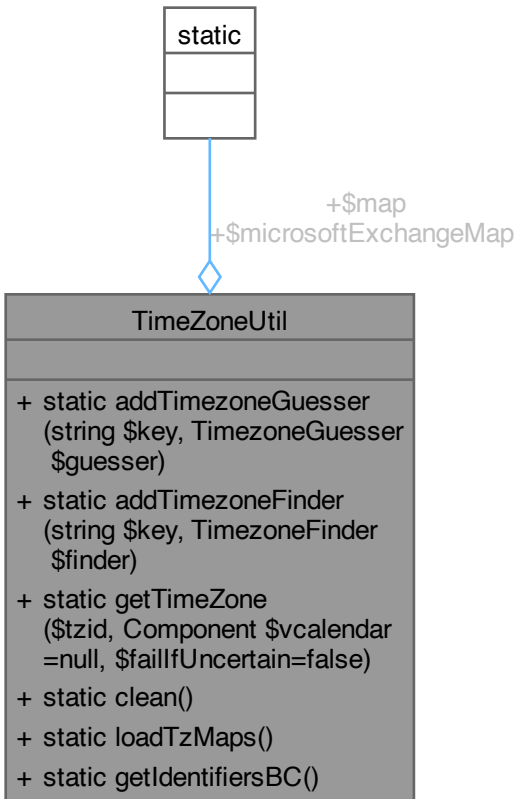 static
+$map
+$microsoftExchangeMap
TimeZoneUtil
+ static addTimezoneGuesser
(string $key, TimezoneGuesser
$guesser)
+ static addTimezoneFinder
(string $key, TimezoneFinder
$finder)
+ static getTimeZone
($tzid, Component $vcalendar
=null, $failIfUncertain=false)
+ static clean()
+ static loadTzMaps()
+ static getIdentifiersBC()